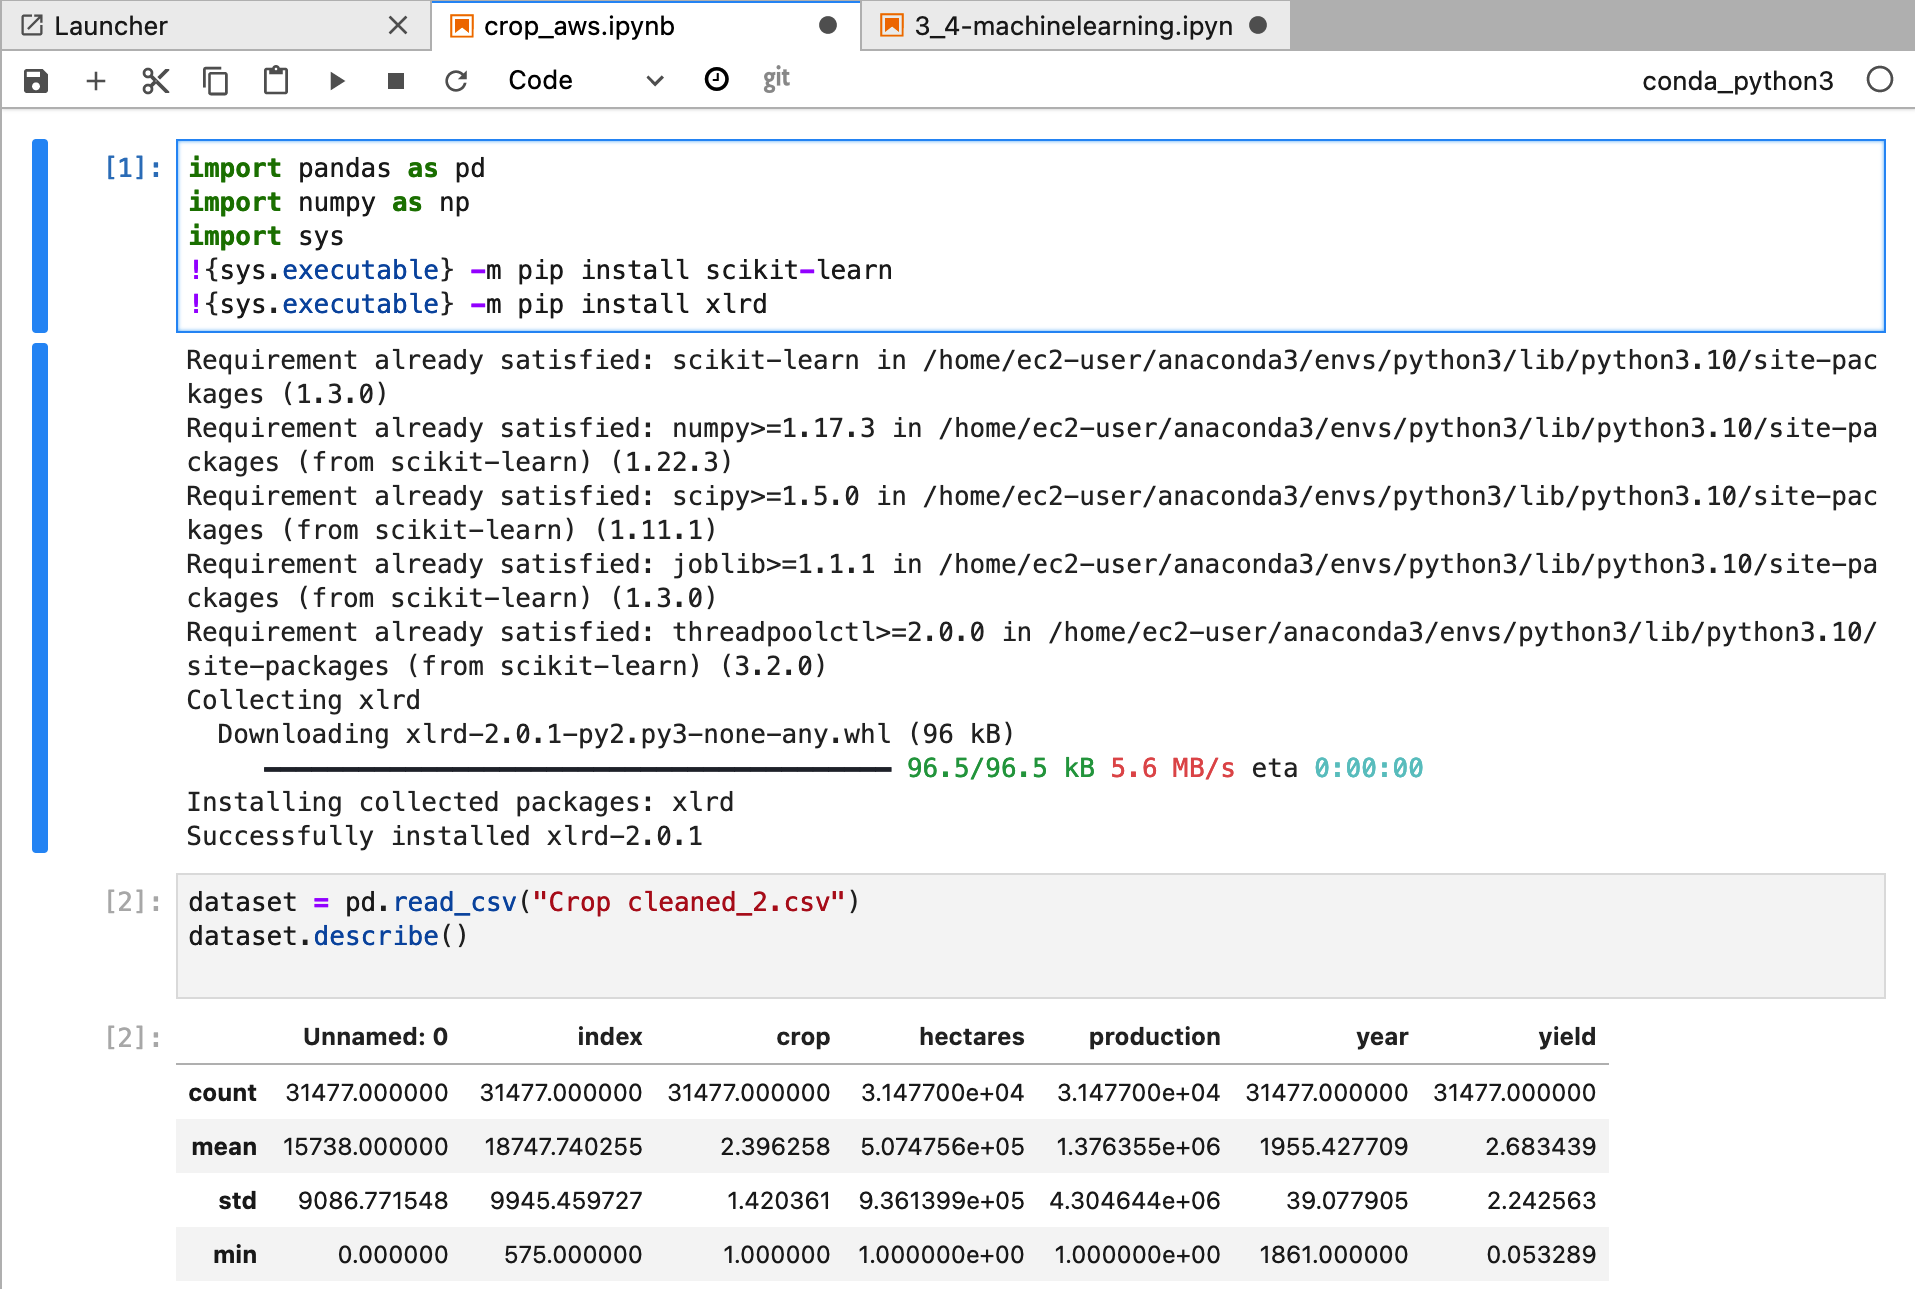 Launcher
crop_aws.ipynb
3_4-machinelearning.ipyn
Code
git
conda_python3
[1]:
import pandas as pd
import numpy as np
import sys
!{sys.executable} -m pip install scikit-learn
!{sys.executable} -m pip install xlrd
Requirement already satisfied: scikit-learn in /home/ec2-user/anaconda3/envs/python3/lib/python3.10/site-pac
kages (1.3.0)
Requirement already satisfied: numpy>=1.17.3 in /home/ec2-user/anaconda3/envs/python3/lib/python3.10/site-pa
ckages (from scikit-learn) (1.22.3)
Requirement already satisfied: scipy>=1.5.0 in /home/ec2-user/anaconda3/envs/python3/lib/python3.10/site-pac
kages (from scikit-learn) (1.11.1)
Requirement already satisfied: joblib>=1.1.1 in /home/ec2-user/anaconda3/envs/python3/lib/python3.10/site-pa
ckages (from scikit-learn) (1.3.0)
Requirement already satisfied: threadpoolctl>=2.0.0 in /home/ec2-user/anaconda3/envs/python3/lib/python3.10/
site-packages (from scikit-learn) (3.2.0)
Collecting xlrd
Downloading xlrd-2.0.1-py2.py3-none-any.whl (96 kB)
96.5/96.5 kB 5.6 MB/s eta 0:00:00
Installing collected packages: xlrd
Successfully installed xlrd-2.0.1
[2]:
dataset = pd.read_csv("Crop cleaned_2.csv")
dataset.describe()
[2]:
Unnamed: 0 index crop hectares production year yield
count 31477.000000 31477.000000 31477.000000 3.147700e+04 3.147700e+04 31477.000000 31477.000000
mean 15738.000000 18747.740255 2.396258 5.074756e+05 1.376355e+06 1955.427709 2.683439
std 9086.771548 9945.459727 1.420361 9.361399e+05 4.304644e+06 39.077905 2.242563
min 0.000000 575.000000 1.000000 1.000000e+00 1.000000e+00 1861.000000 0.053289